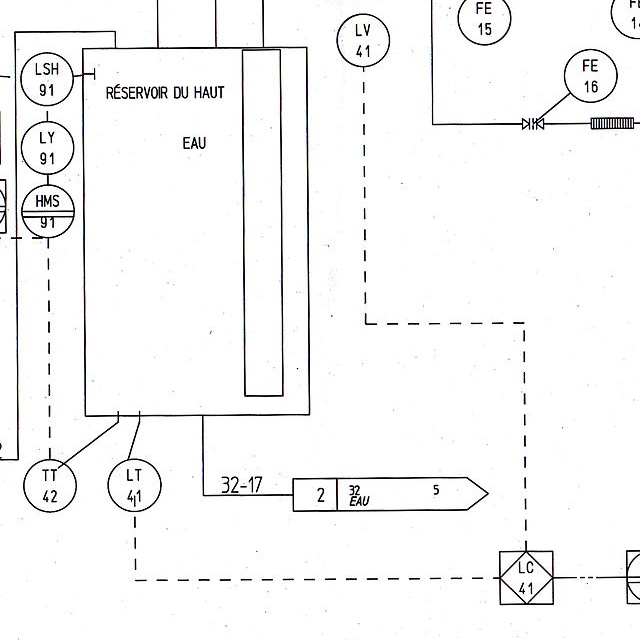 FE
15
LV
41
FE
16
LSH
91
RÉSERVOIR DU HAUT
LY
91
EAU
HMS
91
TT
42
LT
41
32-17
2
32
EAU
5
LC
41